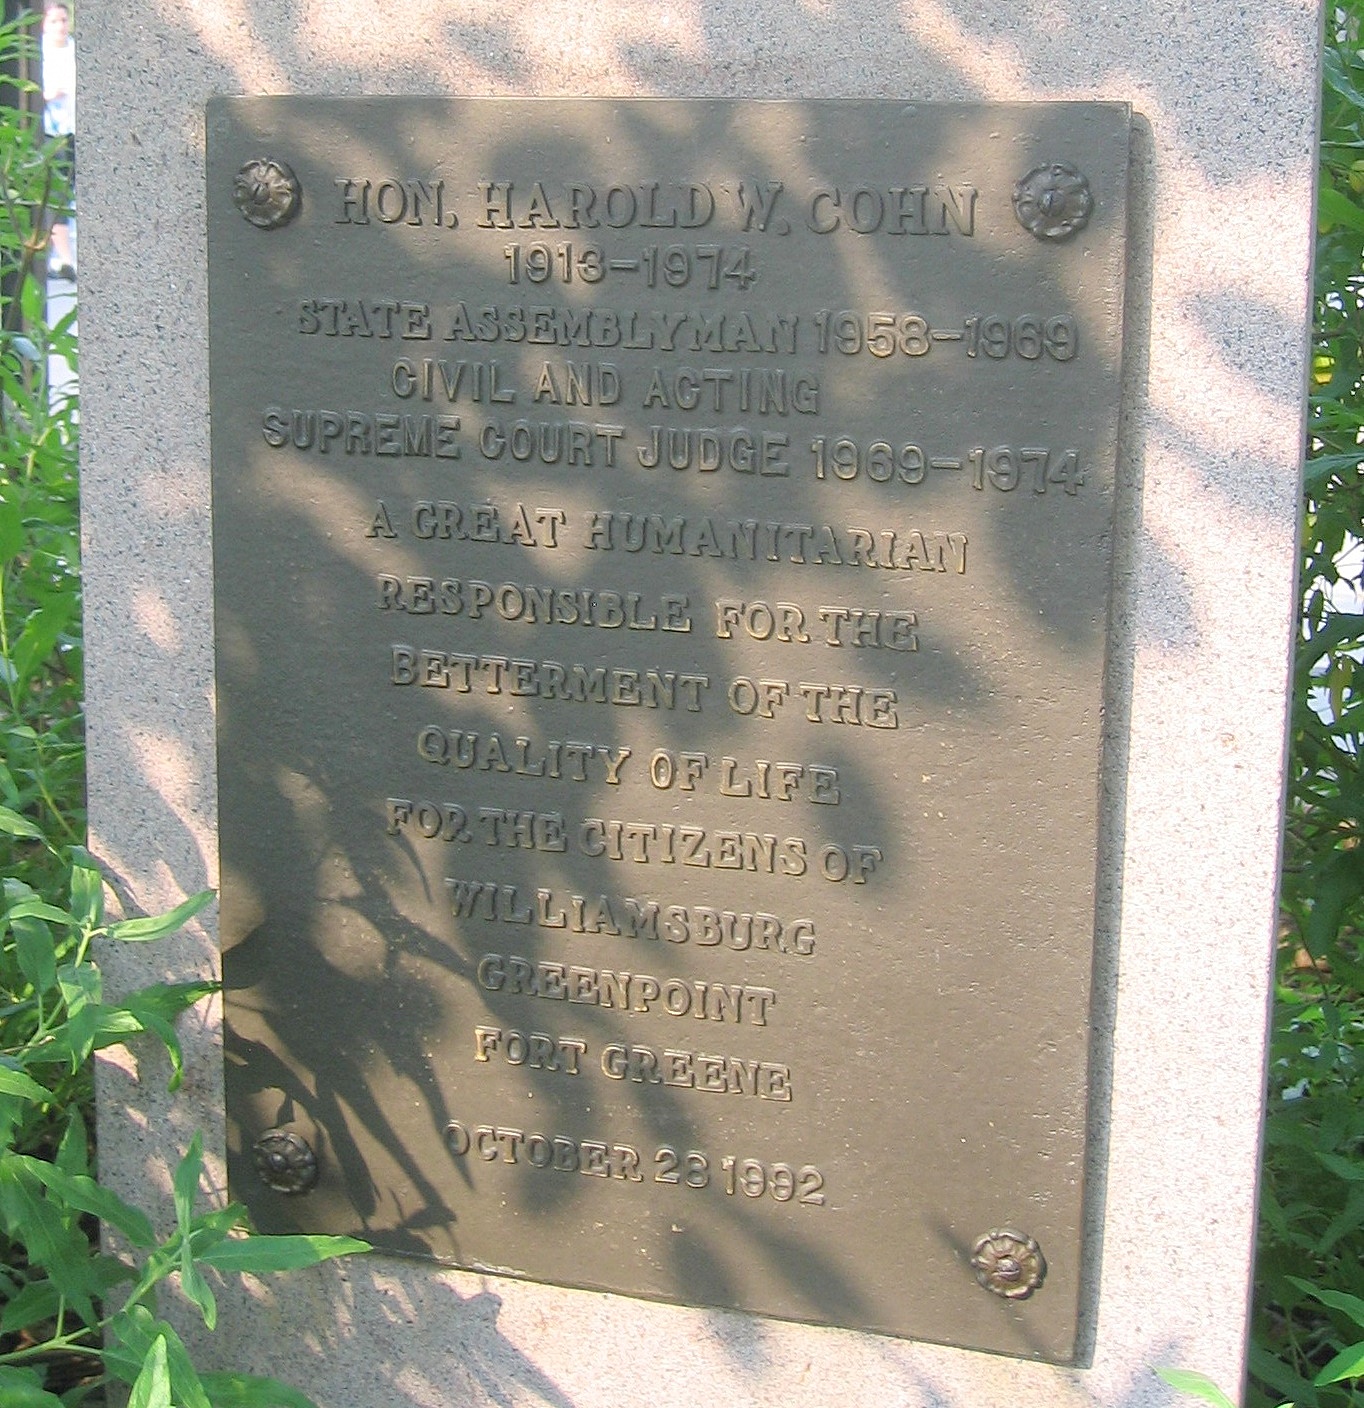 HON. HAROLD W. COHN
1913-1974
STATE ASSEMBLYMAN 1958-1969
CIVIL AND ACTING
SUPREME COURT JUDGE 1969-1974
A GREAT HUMANITARIAN
RESPONSIBLE FOR THE
BETTERMENT OF THE
QUALITY OF LIFE
FOR THE CITIZENS OF
WILLIAMSBURG
GREENPOINT
FORT GREENE
OCTOBER 28 1992